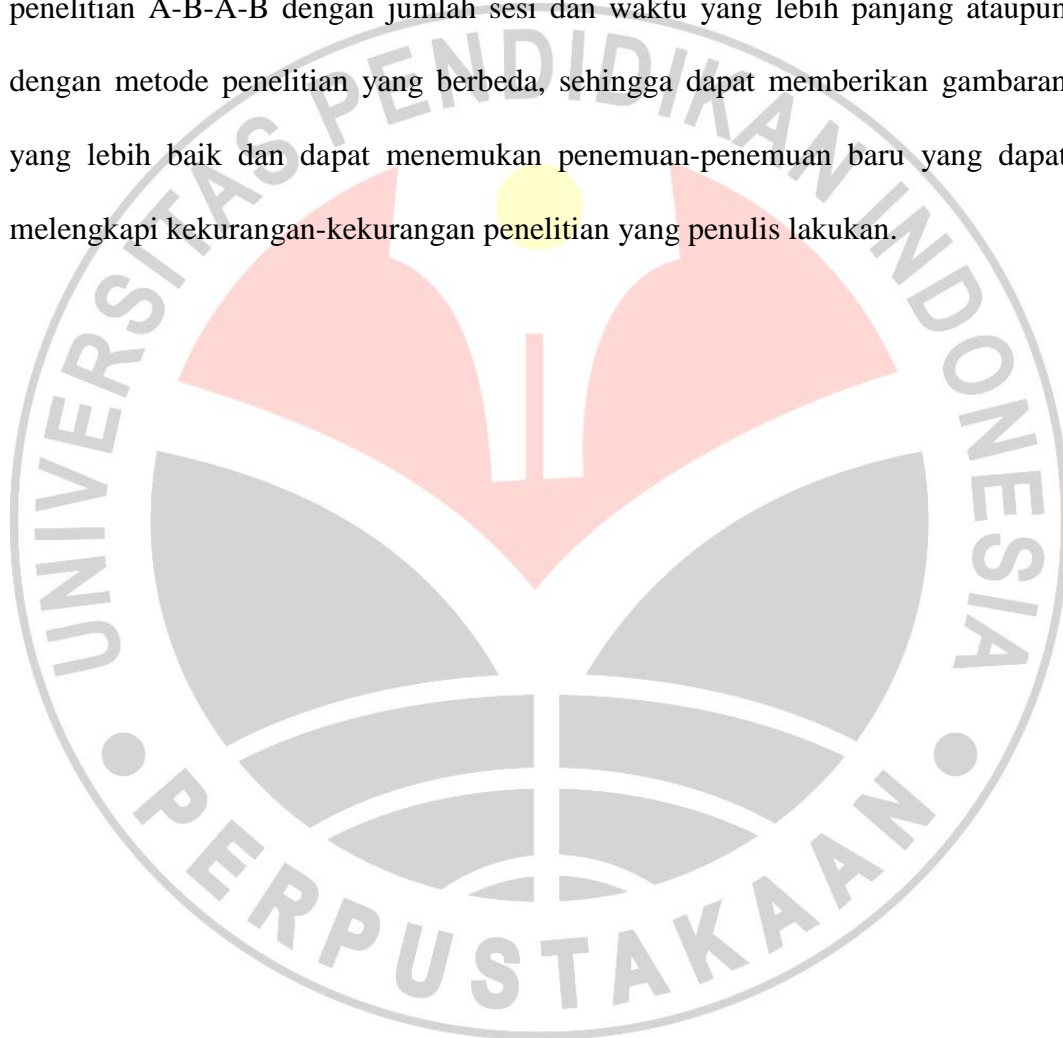 penelitian A-B-A-B dengan jumlah sesi dan waktu yang lebih panjang ataupun
dengan metode penelitian yang berbeda, sehingga dapat memberikan gambaran
yang lebih baik dan dapat menemukan penemuan-penemuan baru yang dapat
melengkapi kekurangan-kekurangan penelitian yang penulis lakukan.
UNIVERSITAS PENDIDIKAN INDONESIA
PERPUSTAKAAN